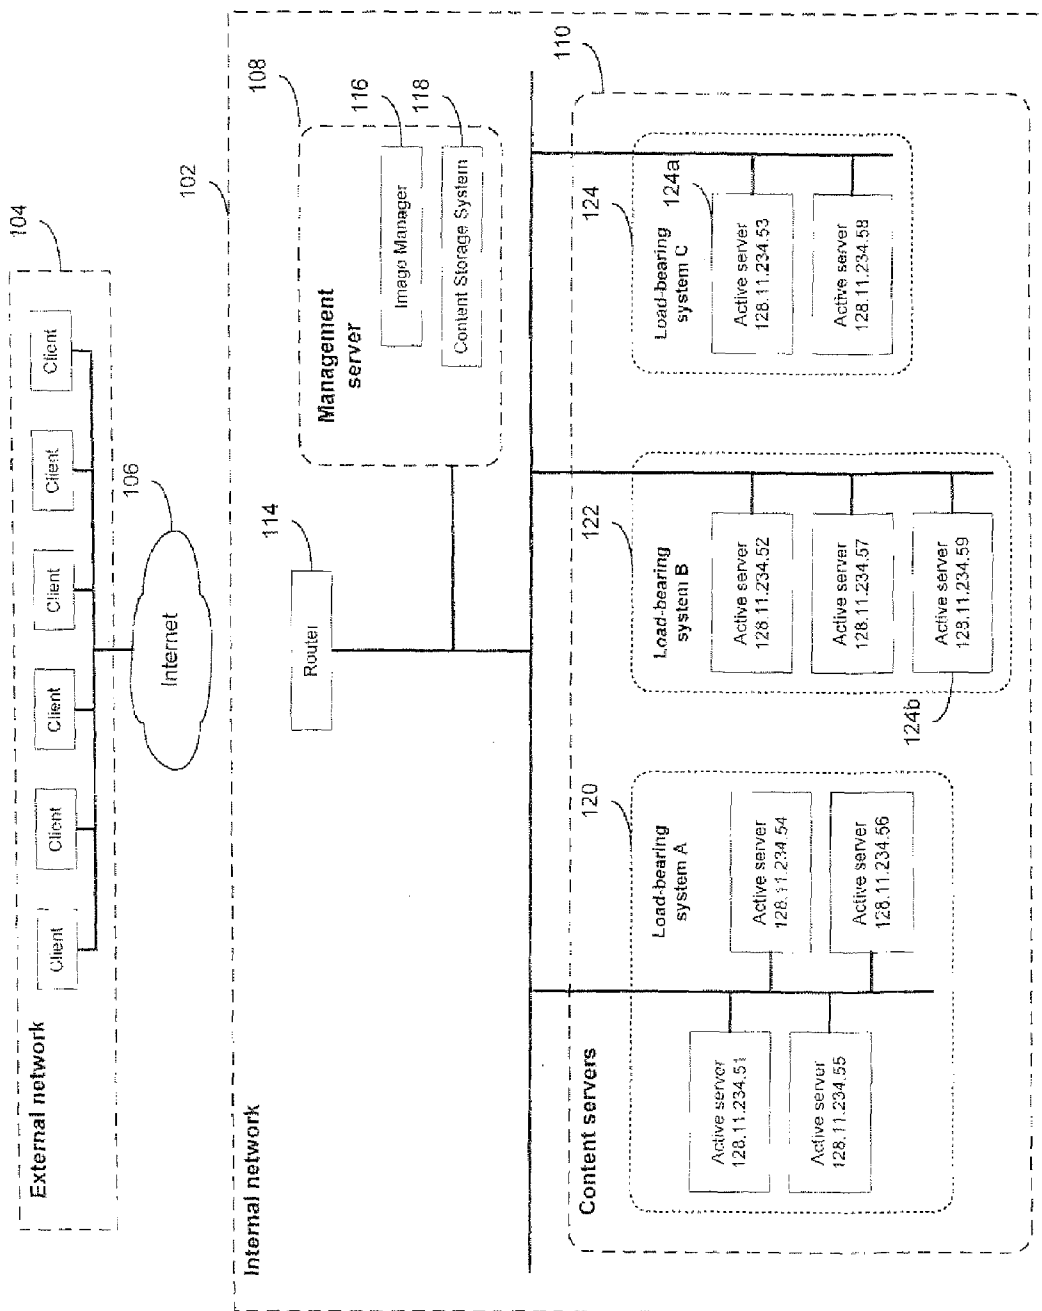 External network
104
Client
Client
Client
Client
Client
Client
Internet
106
102
Internal network
Router
114
Management
server
108
Image Manager
116
Content Storage System
118
Content servers
110
120
Load-bearing
system A
Active server
128.11.234.51
Active server
128.11.234.55
Active server
128.11.234.54
Active server
128.11.234.56
122
Load-bearing
system B
Active server
128.11.234.52
Active server
128.11.234.57
Active server
128.11.234.59
124b
124
Load-bearing
system C
124a
Active server
128.11.234.53
Active server
128.11.234.58